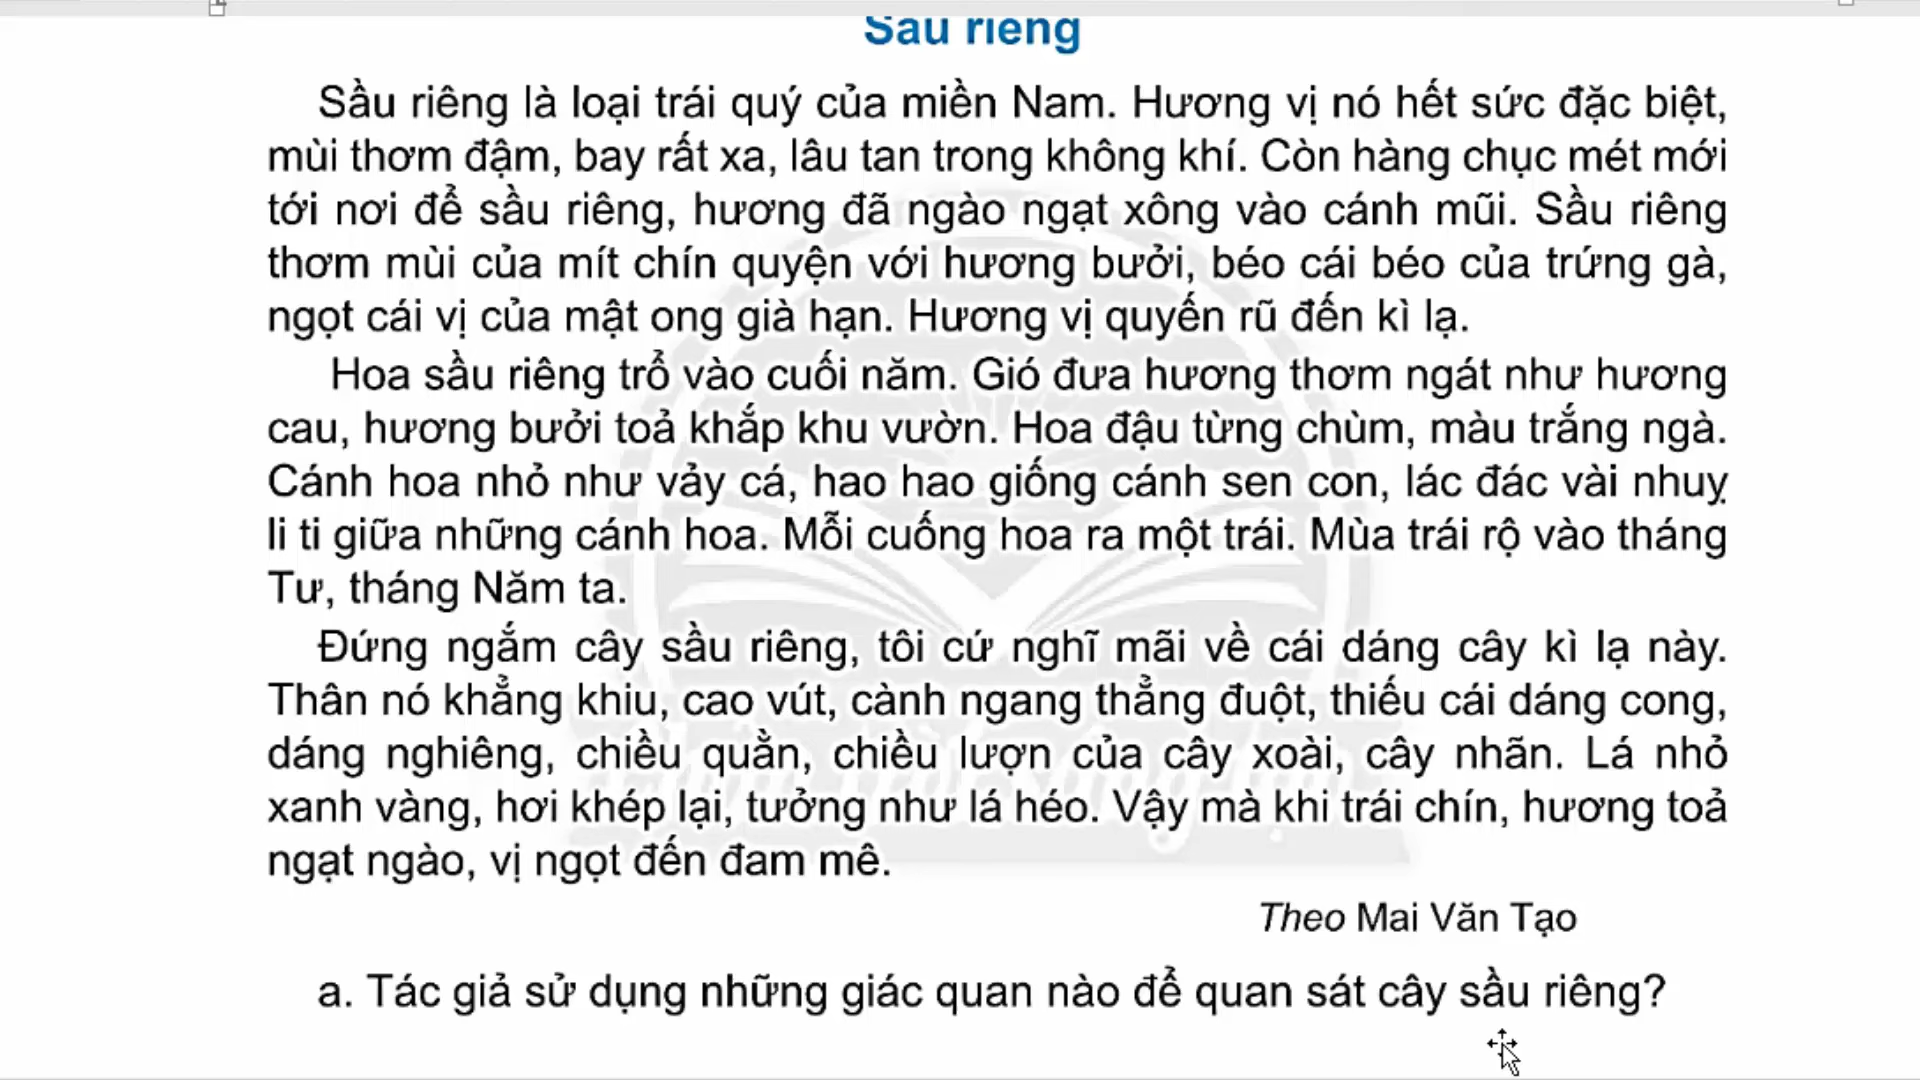 Sầu riêng
Sầu riêng là loại trái quý của miền Nam. Hương vị nó hết sức đặc biệt,
mùi thơm đậm, bay rất xa, lâu tan trong không khí. Còn hàng chục mét mới
tới nơi để sầu riêng, hương đã ngào ngạt xông vào cánh mũi. Sầu riêng
thơm mùi của mít chín quyện với hương bưởi, béo cái béo của trứng gà,
ngọt cái vị của mật ong già hạn. Hương vị quyến rũ đến kì lạ.
Hoa sầu riêng trổ vào cuối năm. Gió đưa hương thơm ngát như hương
cau, hương bưởi toả khắp khu vườn. Hoa đậu từng chùm, màu trắng ngà.
Cánh hoa nhỏ như vảy cá, hao hao giống cánh sen con, lác đác vài nhuỵ
li ti giữa những cánh hoa. Mỗi cuống hoa ra một trái. Mùa trái rộ vào tháng
Tư, tháng Năm ta.
Đứng ngắm cây sầu riêng, tôi cứ nghĩ mãi về cái dáng cây kì lạ này.
Thân nó khẳng khiu, cao vút, cành ngang thẳng đuột, thiếu cái dáng cong,
dáng nghiêng, chiều quằn, chiều lượn của cây xoài, cây nhãn. Lá nhỏ
xanh vàng, hơi khép lại, tưởng như lá héo. Vậy mà khi trái chín, hương toả
ngạt ngào, vị ngọt đến đam mê.
Theo Mai Văn Tạo
a. Tác giả sử dụng những giác quan nào để quan sát cây sầu riêng?